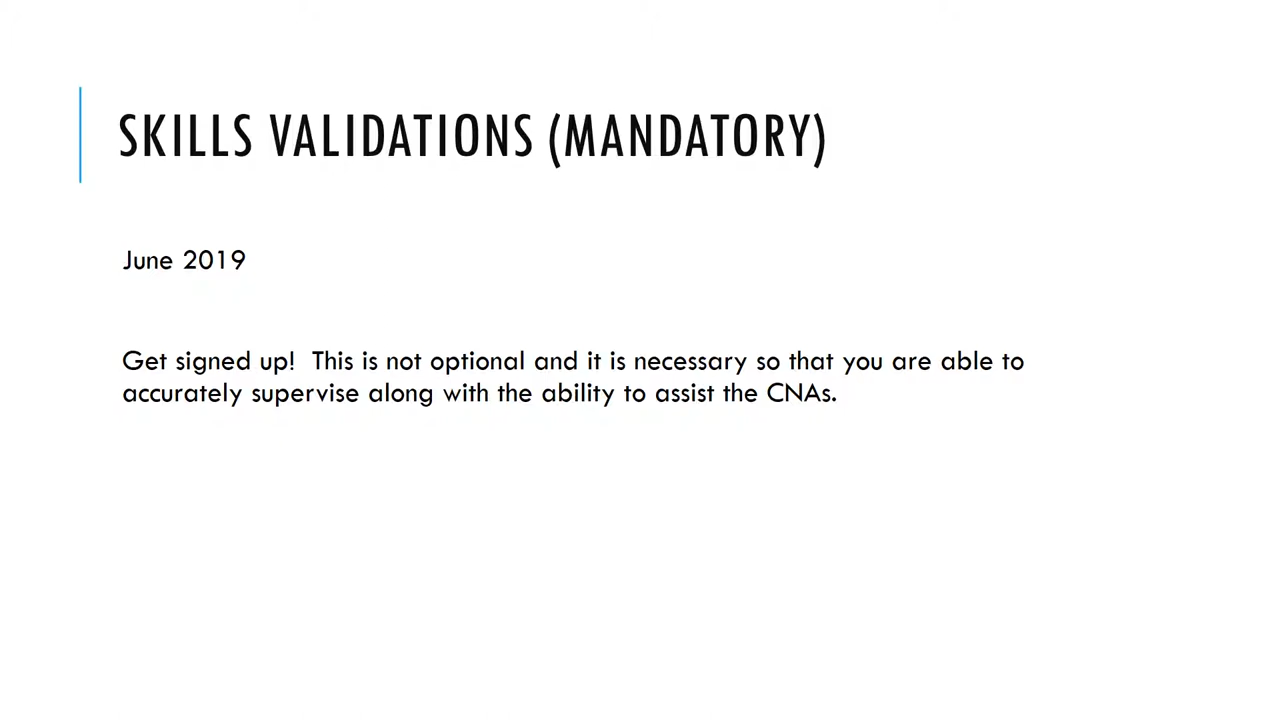 SKILLS VALIDATIONS (MANDATORY)
June 2019
Get signed up!  This is not optional and it is necessary so that you are able to
accurately supervise along with the ability to assist the CNAs.